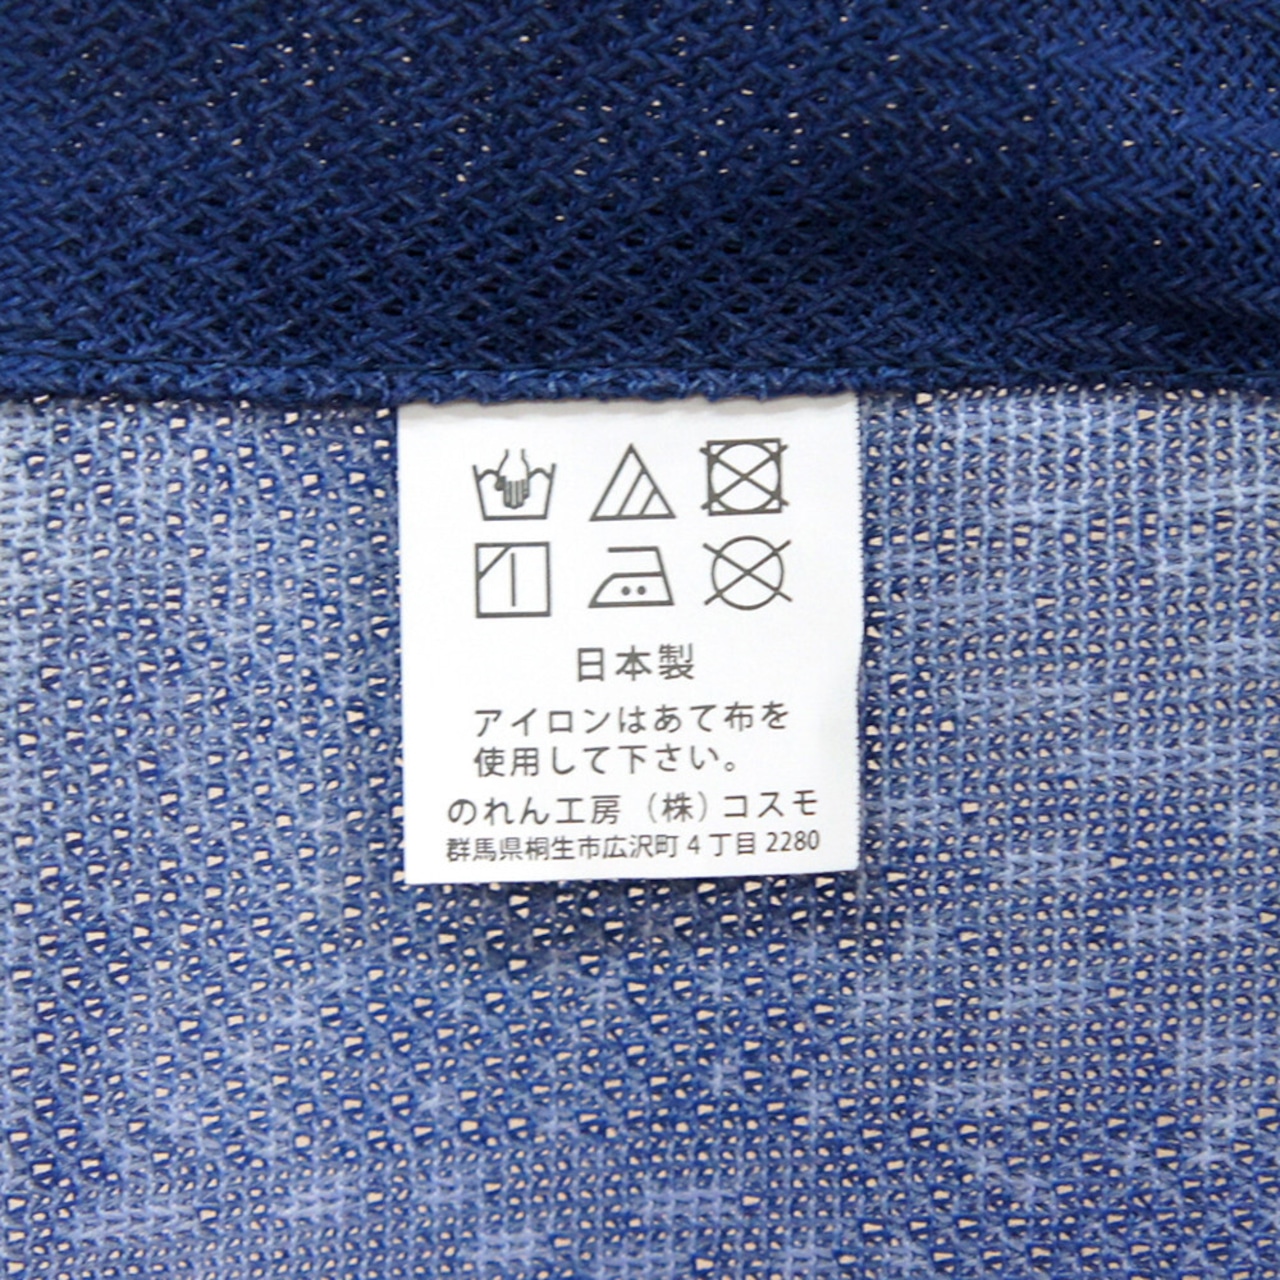 日本製
アイロンはあて布を
使用して下さい。
のれん工房（株）コスモ
群馬県桐生市広沢町 4 丁目 2280